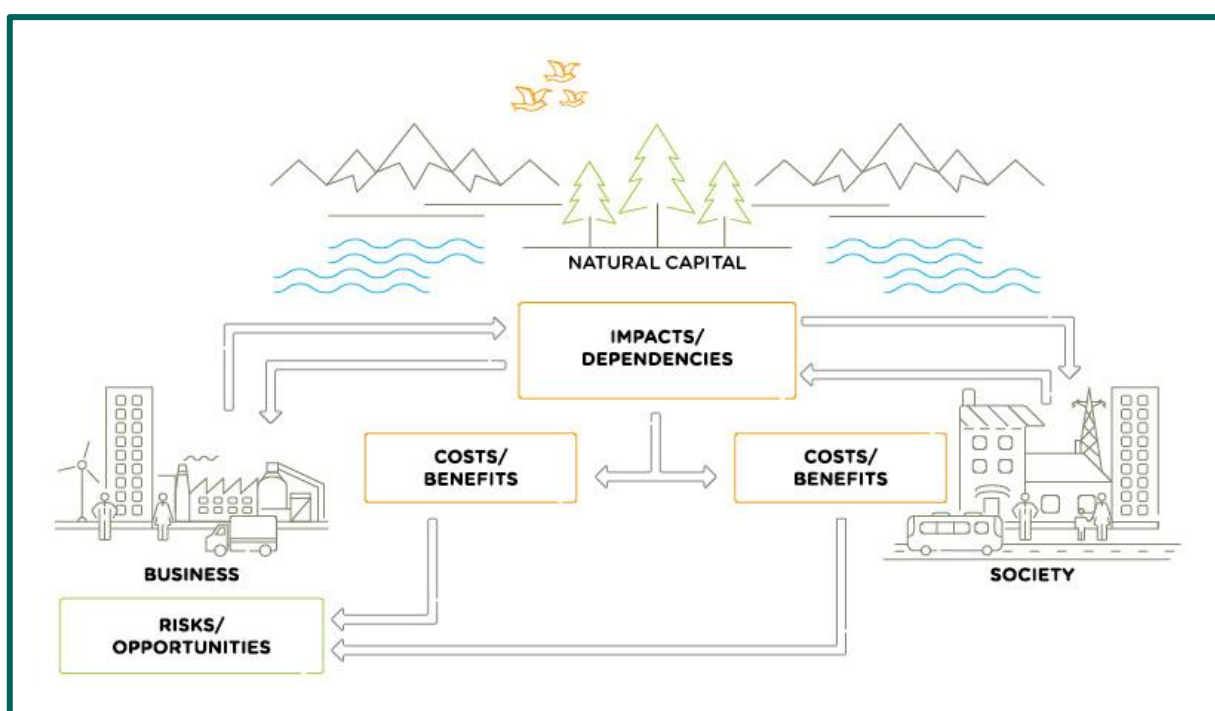 NATURAL CAPITAL
IMPACTS/
DEPENDENCIES
COSTS/
BENEFITS
COSTS/
BENEFITS
BUSINESS
SOCIETY
RISKS/
OPPORTUNITIES